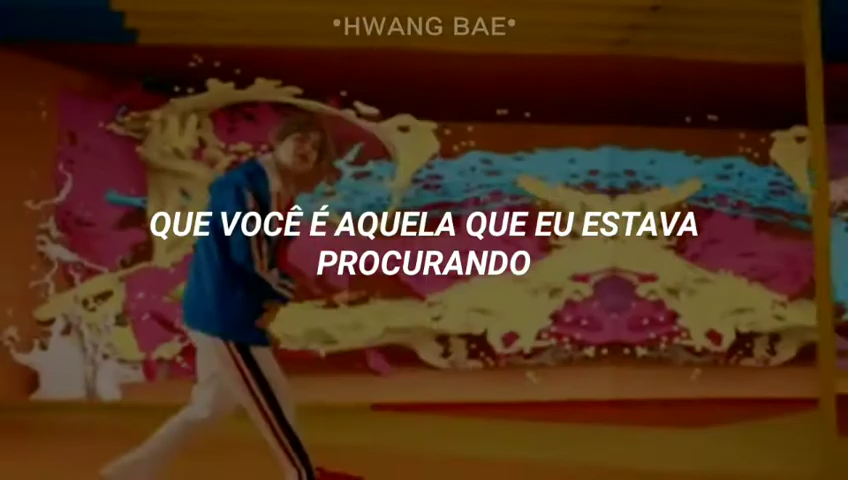 •HWANG BAE•
QUE VOCÊ É AQUELA QUE EU ESTAVA
PROCURANDO